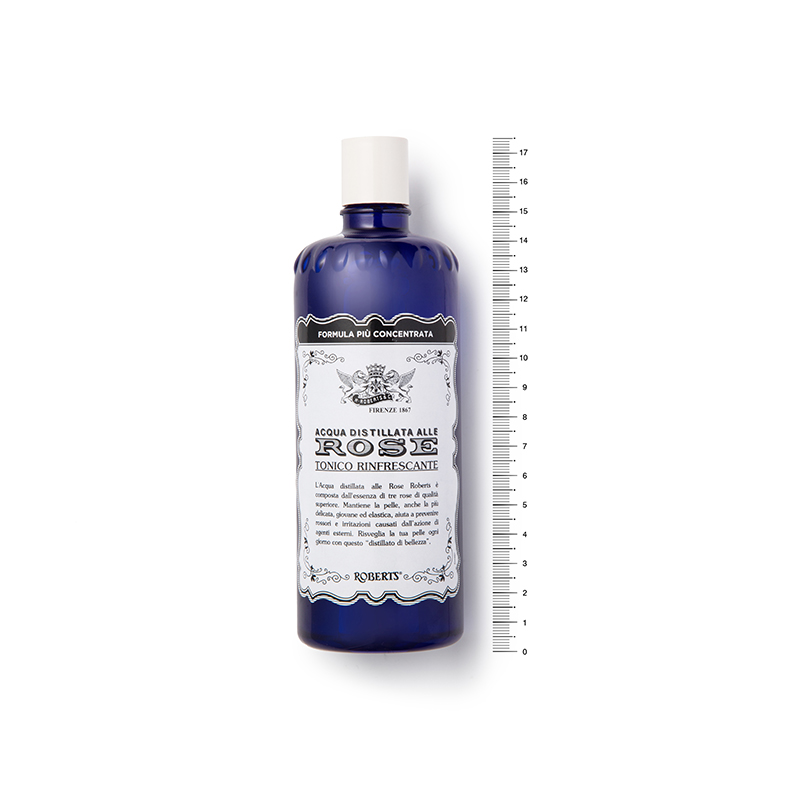 FORMULA PIÙ CONCENTRATA
H·ROBERTS & Co
FIRENZE 1867
ACQUA DISTILLATA ALLE
ROSE
TONICO RINFRESCANTE
L'Acqua distillata alle Rose Roberts è
composta dall'essenza di tre rose di qualità
superiore. Mantiene la pelle, anche la più
delicata, giovane ed elastica, aiuta a prevenire
rossori e irritazioni causati dall'azione di
agenti esterni. Risveglia la tua pelle ogni
giorno con questo "distillato di bellezza".
ROBERTS®
17
16
15
14
13
12
11
10
9
8
7
6
5
4
3
2
1
0